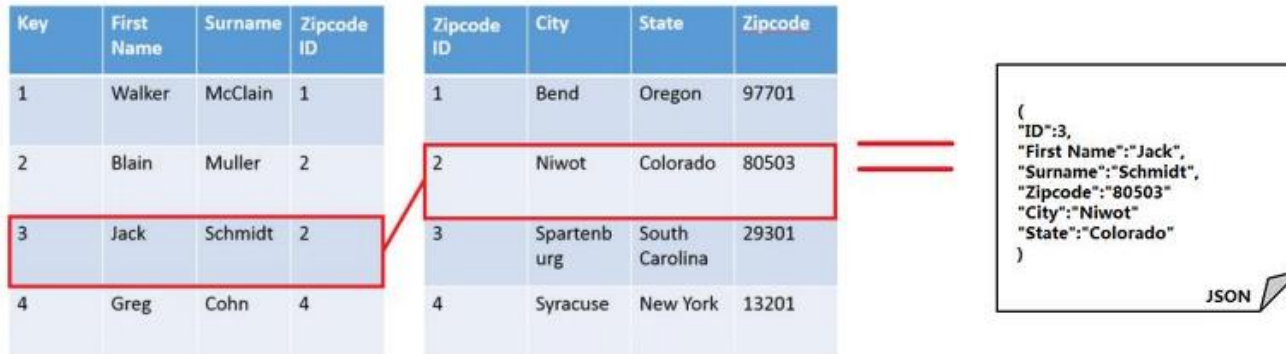 Key First Name Surname Zipcode ID
1 Walker McClain 1
2 Blain Muller 2
3 Jack Schmidt 2
4 Greg Cohn 4
Zipcode ID City State Zipcode
1 Bend Oregon 97701
2 Niwot Colorado 80503
3 Spartenb urg South Carolina 29301
4 Syracuse New York 13201
(
"ID":3,
"First Name":"Jack",
"Surname":"Schmidt",
"Zipcode":"80503"
"City":"Niwot"
"State":"Colorado"
)
JSON